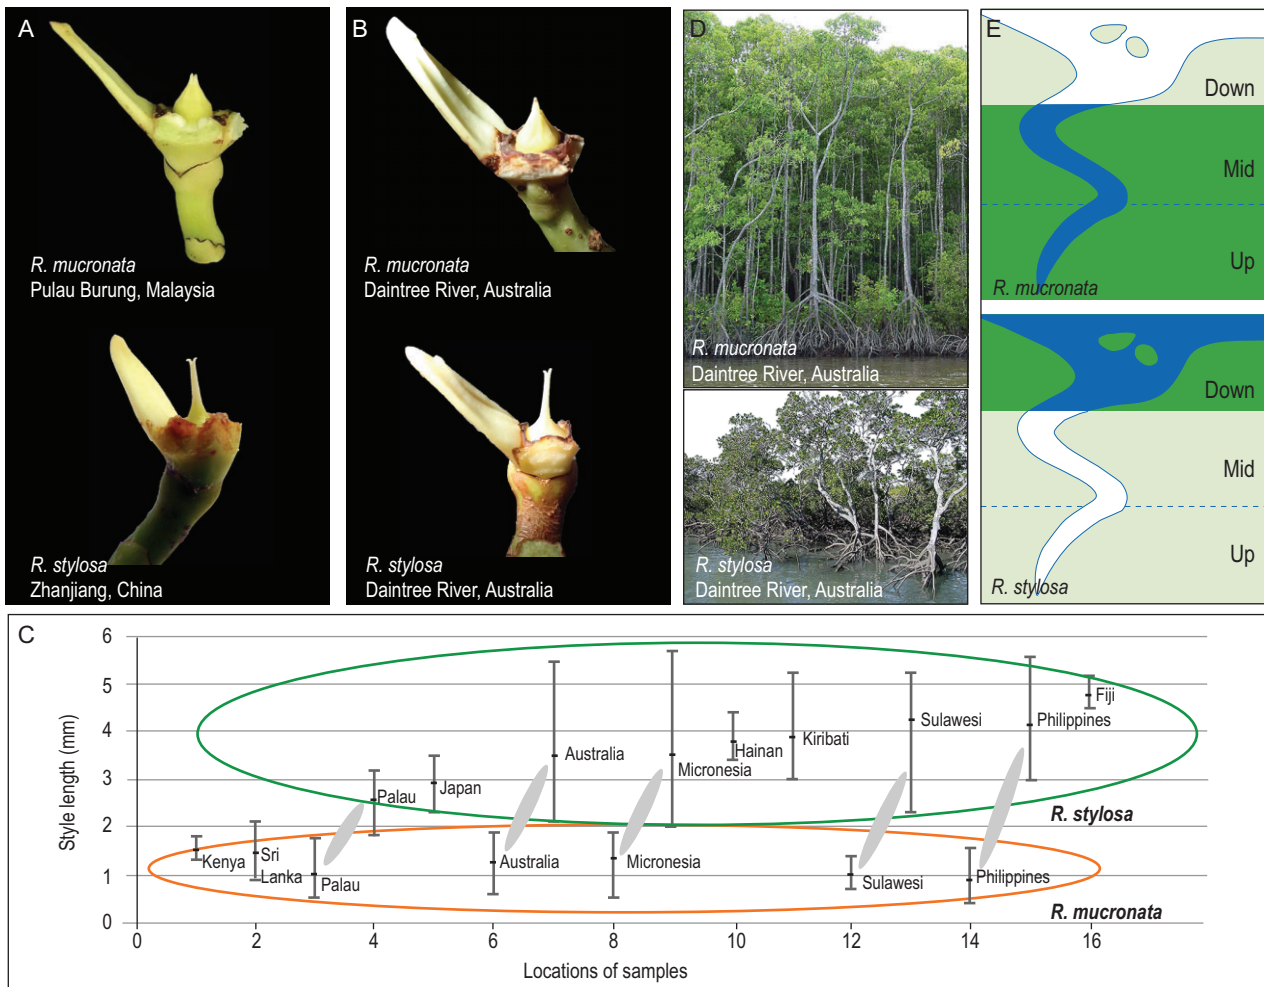 A
R. mucronata
Pulau Burung, Malaysia
R. stylosa
Zhanjiang, China
B
R. mucronata
Daintree River, Australia
R. stylosa
Daintree River, Australia
D
R. mucronata
Daintree River, Australia
R. stylosa
Daintree River, Australia
E
Down
Mid
Up
R. mucronata
Down
Mid
Up
R. stylosa
C
Style length (mm)
6
5
4
3
2
1
0
Kenya
Sri
Lanka
Palau
Palau
Japan
Australia
Australia
Micronesia
Micronesia
Hainan
Kiribati
Sulawesi
Sulawesi
Philippines
Philippines
Fiji
R. stylosa
R. mucronata
0 2 4 6 8 10 12 14 16
Locations of samples